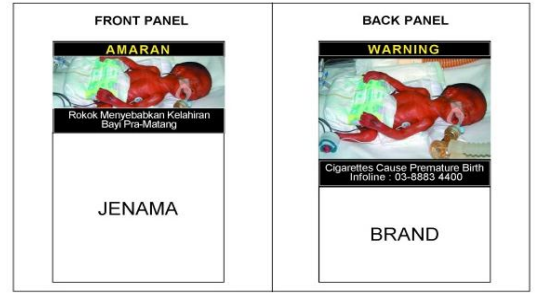 FRONT PANEL
AMARAN
Rokok Menyebabkan Kelahiran
Bayi Pra-Matang
JENAMA
BACK PANEL
WARNING
Cigarettes Cause Premature Birth
Infoline : 03-8883 4400
BRAND